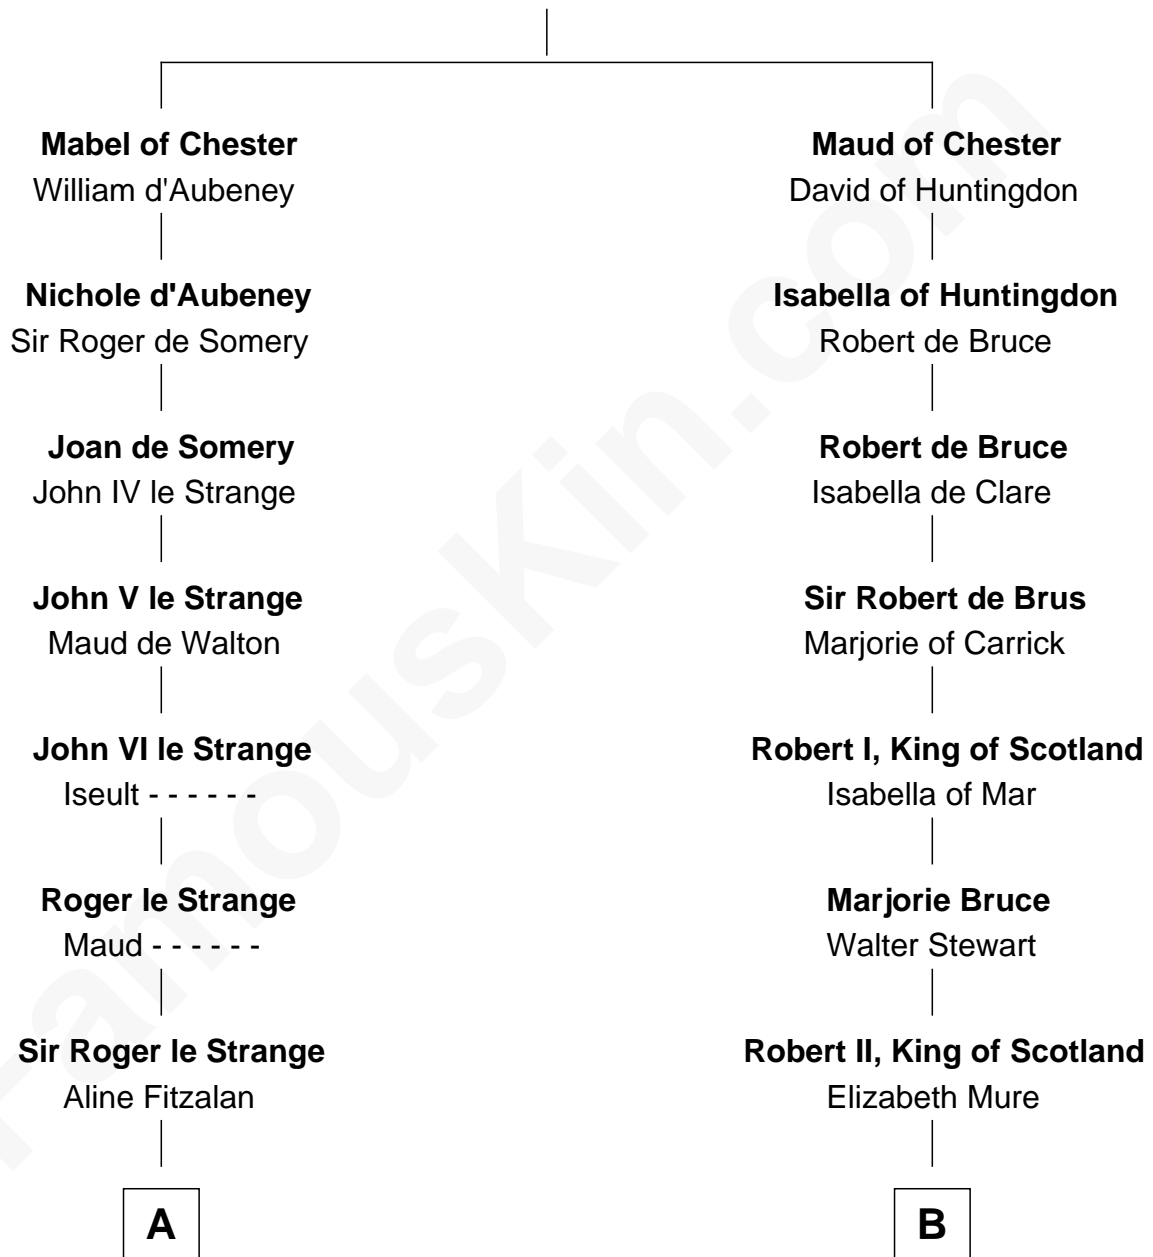 Mabel of Chester
William d'Aubeney
Nichole d'Aubeney
Sir Roger de Somery
Joan de Somery
John IV le Strange
John V le Strange
Maud de Walton
John VI le Strange
Iseult - - - - - -
Roger le Strange
Maud - - - - - -
Sir Roger le Strange
Aline Fitzalan
A
Maud of Chester
David of Huntingdon
Isabella of Huntingdon
Robert de Bruce
Robert de Bruce
Isabella de Clare
Sir Robert de Brus
Marjorie of Carrick
Robert I, King of Scotland
Isabella of Mar
Marjorie Bruce
Walter Stewart
Robert II, King of Scotland
Elizabeth Mure
B
FamousKin.com